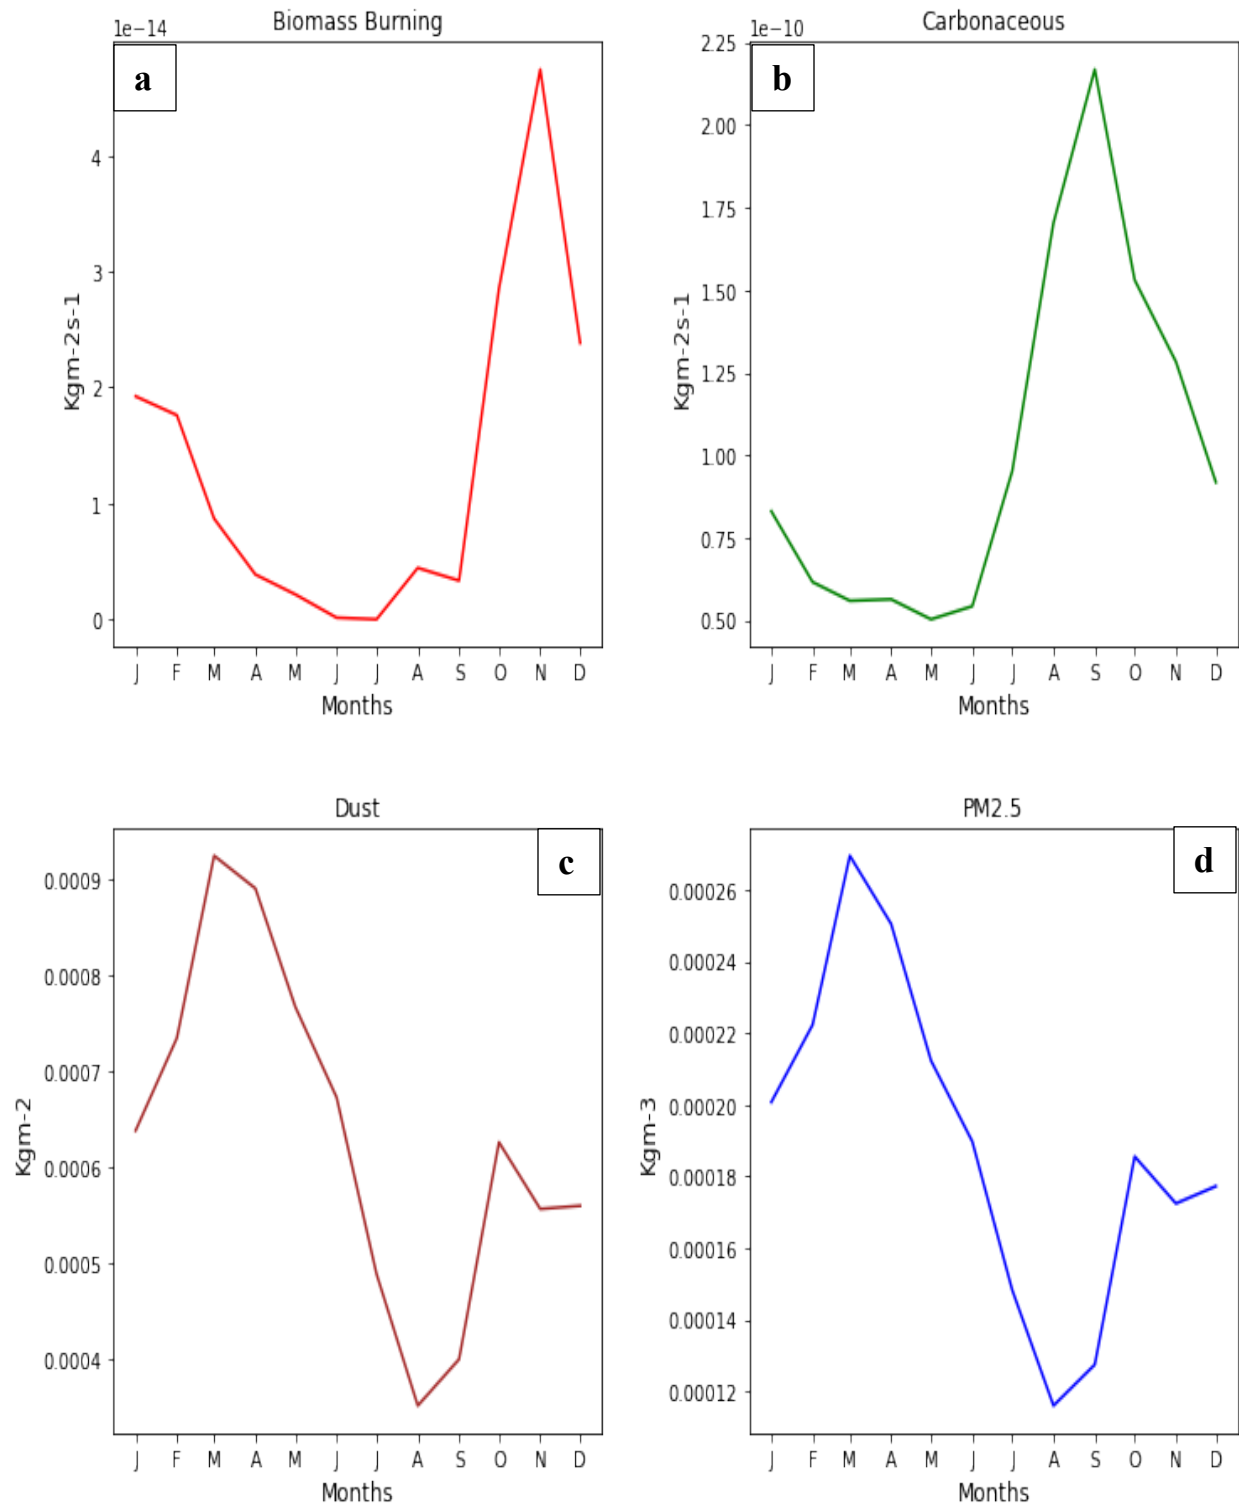 Biomass Burning
1e−14
a
4
3
2
1
0
Kgm-2s-1
J F M A M J J A S O N D
Months
Carbonaceous
1e−10
b
2.25
2.00
1.75
1.50
1.25
1.00
0.75
0.50
Kgm-2s-1
J F M A M J J A S O N D
Months
Dust
c
0.0009
0.0008
0.0007
0.0006
0.0005
0.0004
Kgm-2
J F M A M J J A S O N D
Months
PM2.5
d
0.00026
0.00024
0.00022
0.00020
0.00018
0.00016
0.00014
0.00012
Kgm-3
J F M A M J J A S O N D
Months